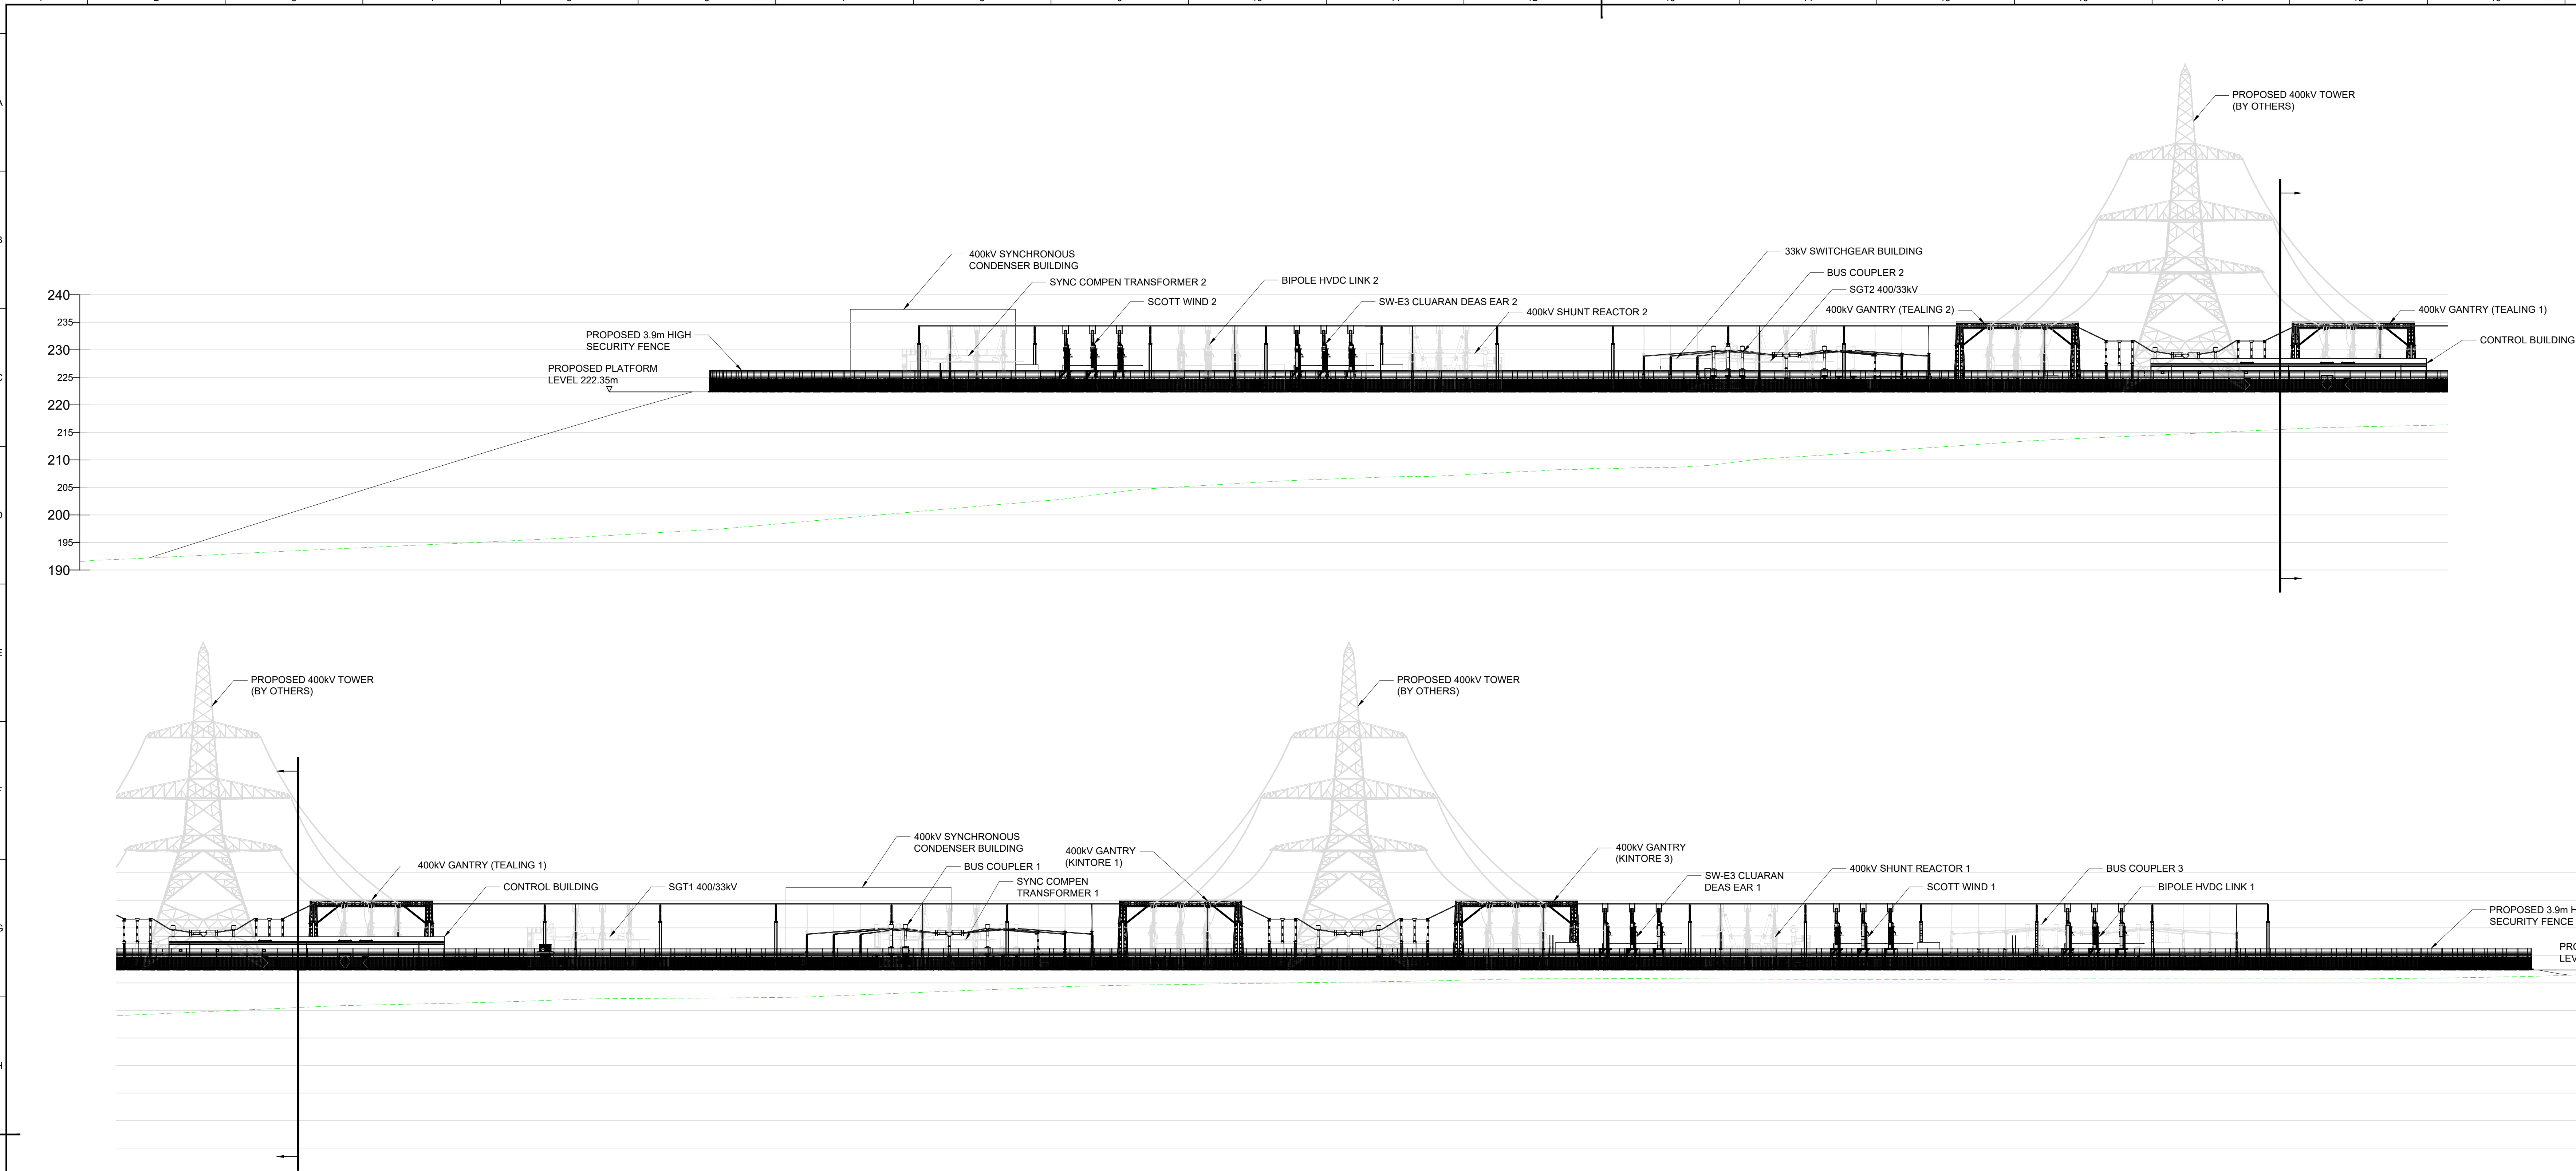 PROPOSED 400kV TOWER
(BY OTHERS)
400kV SYNCHRONOUS
CONDENSER BUILDING
SYNC COMPEN TRANSFORMER 2
SCOTT WIND 2
BIPOLE HVDC LINK 2
SW-E3 CLUARAN DEAS EAR 2
400kV SHUNT REACTOR 2
33kV SWITCHGEAR BUILDING
BUS COUPLER 2
SGT2 400/33kV
400kV GANTRY (TEALING 2)
400kV GANTRY (TEALING 1)
CONTROL BUILDING
PROPOSED 3.9m HIGH
SECURITY FENCE
PROPOSED PLATFORM
LEVEL 222.35m
240
235
230
225
220
215
210
205
200
195
190
PROPOSED 400kV TOWER
(BY OTHERS)
PROPOSED 400kV TOWER
(BY OTHERS)
400kV GANTRY (TEALING 1)
CONTROL BUILDING
SGT1 400/33kV
400kV SYNCHRONOUS
CONDENSER BUILDING
BUS COUPLER 1
SYNC COMPEN
TRANSFORMER 1
400kV GANTRY
(KINTORE 1)
400kV GANTRY
(KINTORE 3)
SW-E3 CLUARAN
DEAS EAR 1
400kV SHUNT REACTOR 1
SCOTT WIND 1
BUS COUPLER 3
BIPOLE HVDC LINK 1
PROPOSED 3.9m H
SECURITY FENCE
PRO
LEV